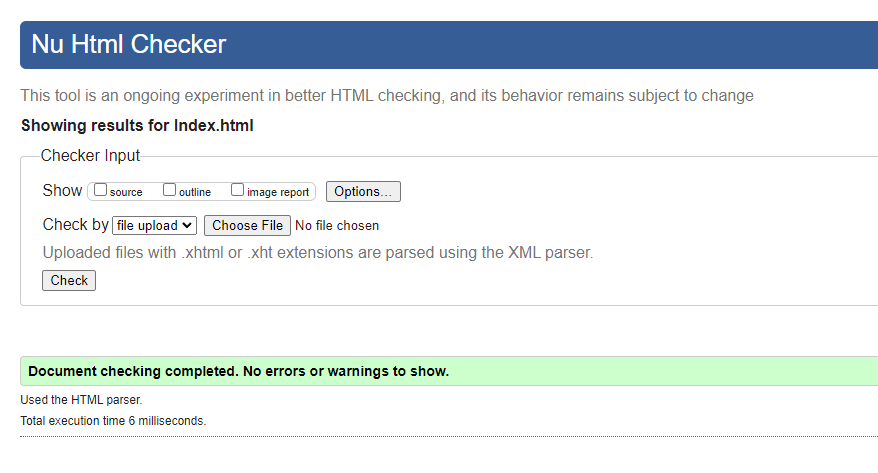 Nu Html Checker
This tool is an ongoing experiment in better HTML checking, and its behavior remains subject to change
Showing results for Index.html
Checker Input
Show source outline image report Options...
Check by file upload Choose File No file chosen
Uploaded files with .xhtml or .xht extensions are parsed using the XML parser.
Check
Document checking completed. No errors or warnings to show.
Used the HTML parser.
Total execution time 6 milliseconds.